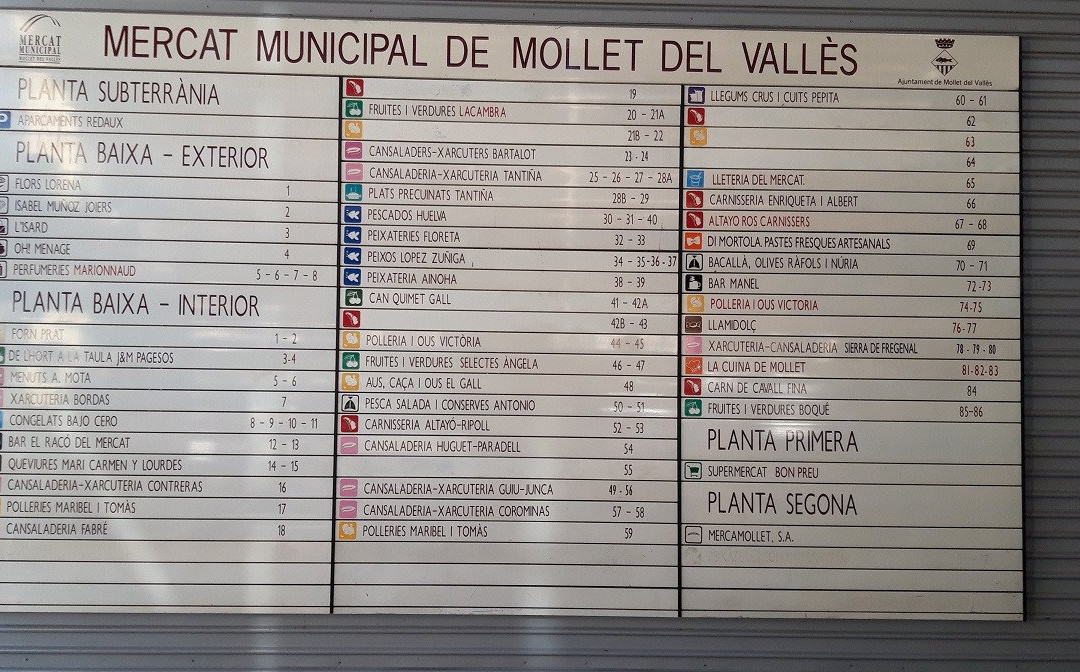 MERCAT
MUNICIPAL
MOLLET DEL VALLÈS
MERCAT MUNICIPAL DE MOLLET DEL VALLÈS
Ajuntament de Mollet del Vallès
PLANTA SUBTERRÀNIA
P APARCAMENTS REDAUX
PLANTA BAIXA - EXTERIOR
FLORS LORENA 1
ISABEL MUÑOZ JOIERS 2
L'ISARD 3
OH! MENAGE 4
PERFUMERIES MARIONNAUD 5 - 6 - 7 - 8
PLANTA BAIXA - INTERIOR
FORN PRAT 1 - 2
DE L'HORT A LA TAULA J&M PAGESOS 3-4
MENUTS A. MOTA 5 - 6
XARCUTERIA BORDAS 7
CONGELATS BAJO CERO 8 - 9 - 10 - 11
BAR EL RACÓ DEL MERCAT 12 - 13
QUEVIURES MARI CARMEN Y LOURDES 14 - 15
CANSALADERIA-XARCUTERIA CONTRERAS 16
POLLERIES MARIBEL I TOMÀS 17
CANSALADERIA FABRÉ 18
19
FRUITES I VERDURES LACAMBRA 20 - 21A
21B - 22
CANSALADERS-XARCUTERS BARTALOT 23 - 24
CANSALADERIA-XARCUTERIA TANTIÑA 25 - 26 - 27 - 28A
PLATS PRECUINATS TANTIÑA 28B - 29
PESCADOS HUELVA 30 - 31 - 40
PEIXATERIES FLORETA 32 - 33
PEIXOS LOPEZ ZUÑIGA 34 - 35-36-37
PEIXATERIA AINOHA 38 - 39
CAN QUIMET GALL 41 - 42A
42B - 43
POLLERIA I OUS VICTÒRIA 44 - 45
FRUITES I VERDURES SELECTES ÀNGELA 46 - 47
AUS, CAÇA I OUS EL GALL 48
PESCA SALADA I CONSERVES ANTONIO 50 - 51
CARNISSERIA ALTAYÓ-RIPOLL 52 - 53
CANSALADERIA HUGUET-PARADELL 54
55
CANSALADERIA-XARCUTERIA GUIU-JUNCA 49 - 56
CANSALADERIA-XARCUTERIA COROMINAS 57 - 58
POLLERIES MARIBEL I TOMÀS 59
LLEGUMS CRUS I CUITS PEPITA 60 - 61
62
63
64
LLETERIA DEL MERCAT. 65
CARNISSERIA ENRIQUETA I ALBERT 66
ALTAYO ROS CARNISSERS 67 - 68
DI MORTOLA. PASTES FRESQUES ARTESANALS 69
BACALLÀ, OLIVES RÀFOLS I NÚRIA 70 - 71
BAR MANEL 72 -73
POLLERIA I OUS VICTORIA 74-75
LLAMIDOLÇ 76-77
XARCUTERIA-CANSALADERIA SIERRA DE FREGENAL 78 - 79 - 80
LA CUINA DE MOLLET 81-82-83
CARN DE CAVALL FINA 84
FRUITES I VERDURES BOQUÉ 85-86
PLANTA PRIMERA
SUPERMERCAT BON PREU
PLANTA SEGONA
MERCAMOLLET, S.A.